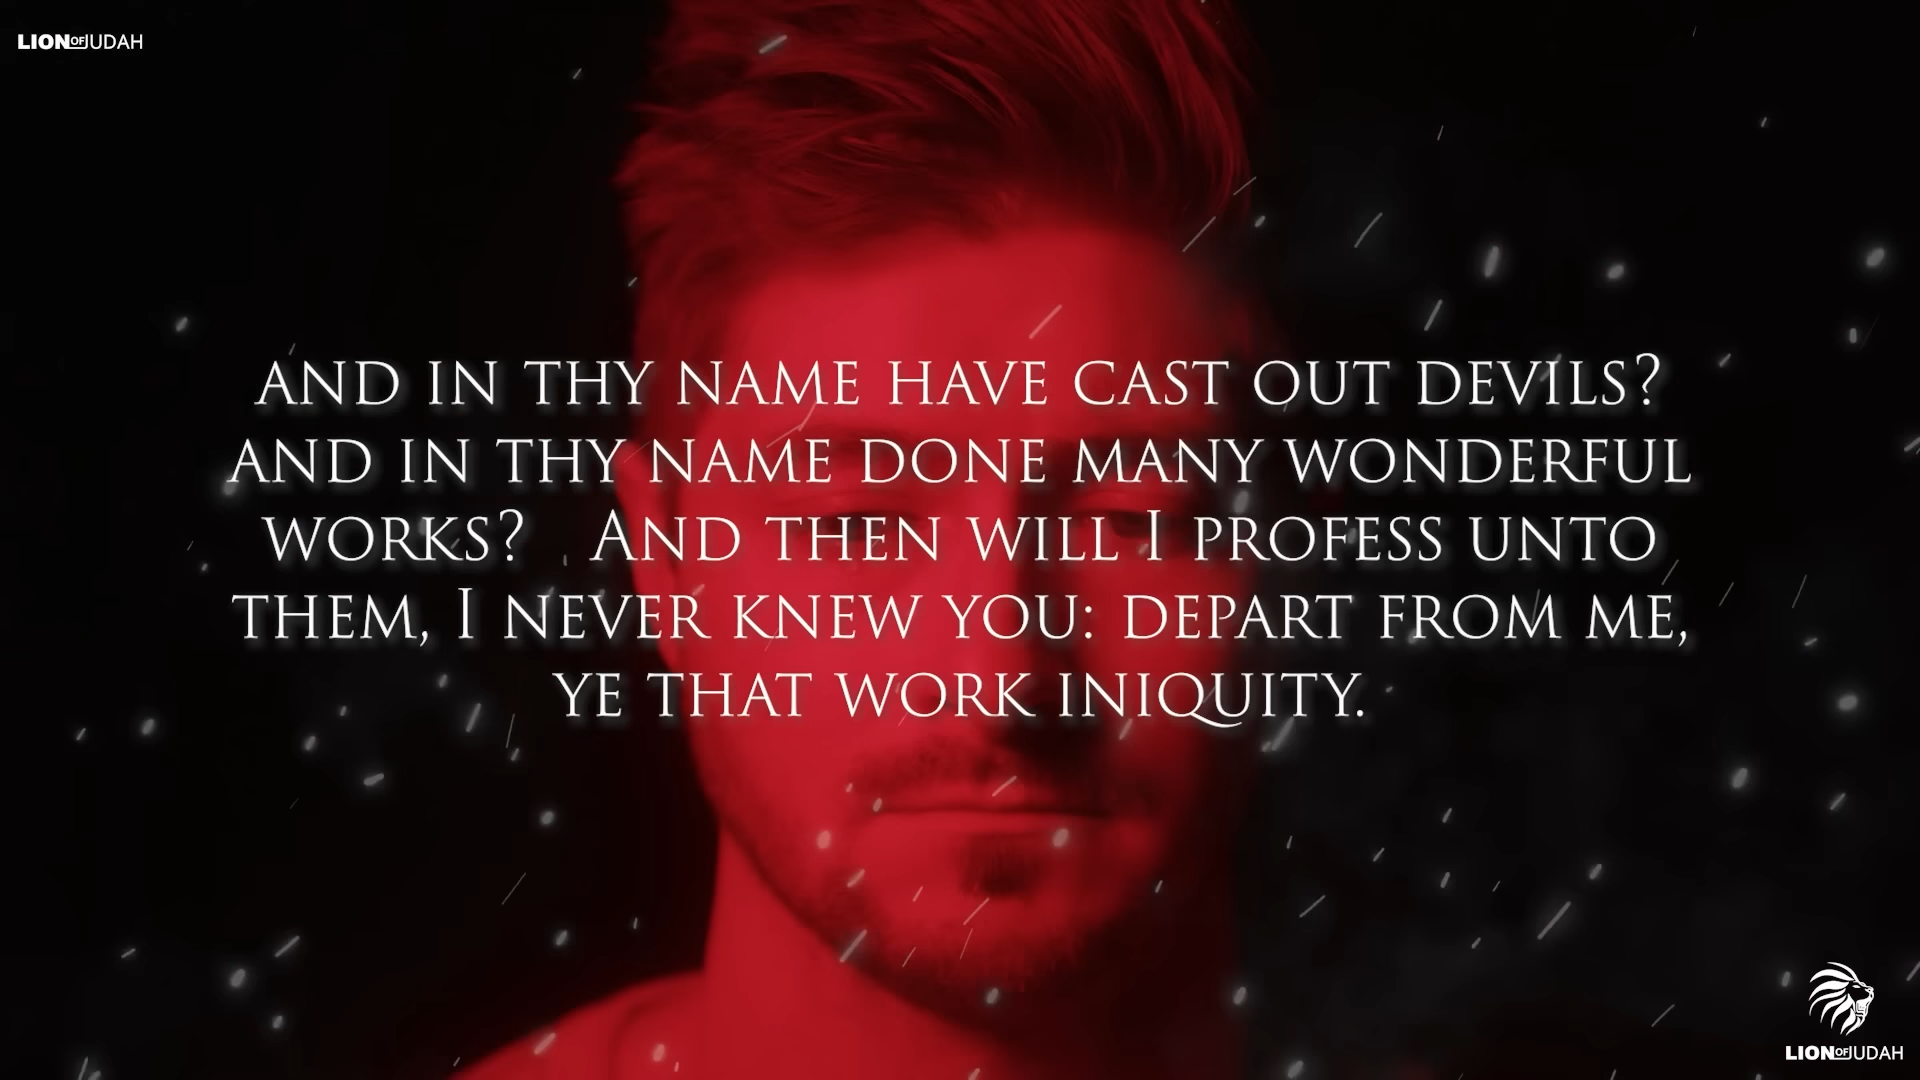 LIONOFJUDAH
AND IN THY NAME HAVE CAST OUT DEVILS?
AND IN THY NAME DONE MANY WONDERFUL
WORKS? AND THEN WILL I PROFESS UNTO
THEM, I NEVER KNEW YOU: DEPART FROM ME,
YE THAT WORK INIQUITY.
LIONOFJUDAH